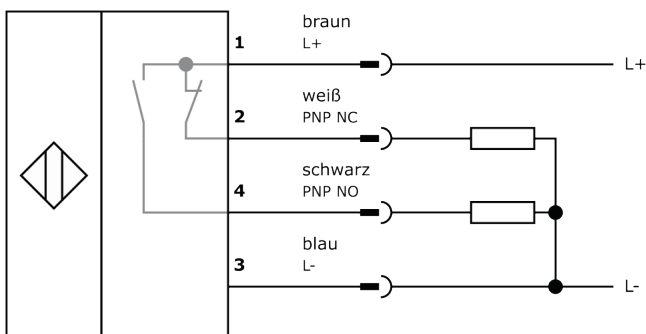 braun
1 L+
L+
weiß
2 PNP NC
schwarz
4 PNP NO
blau
3 L-
L-